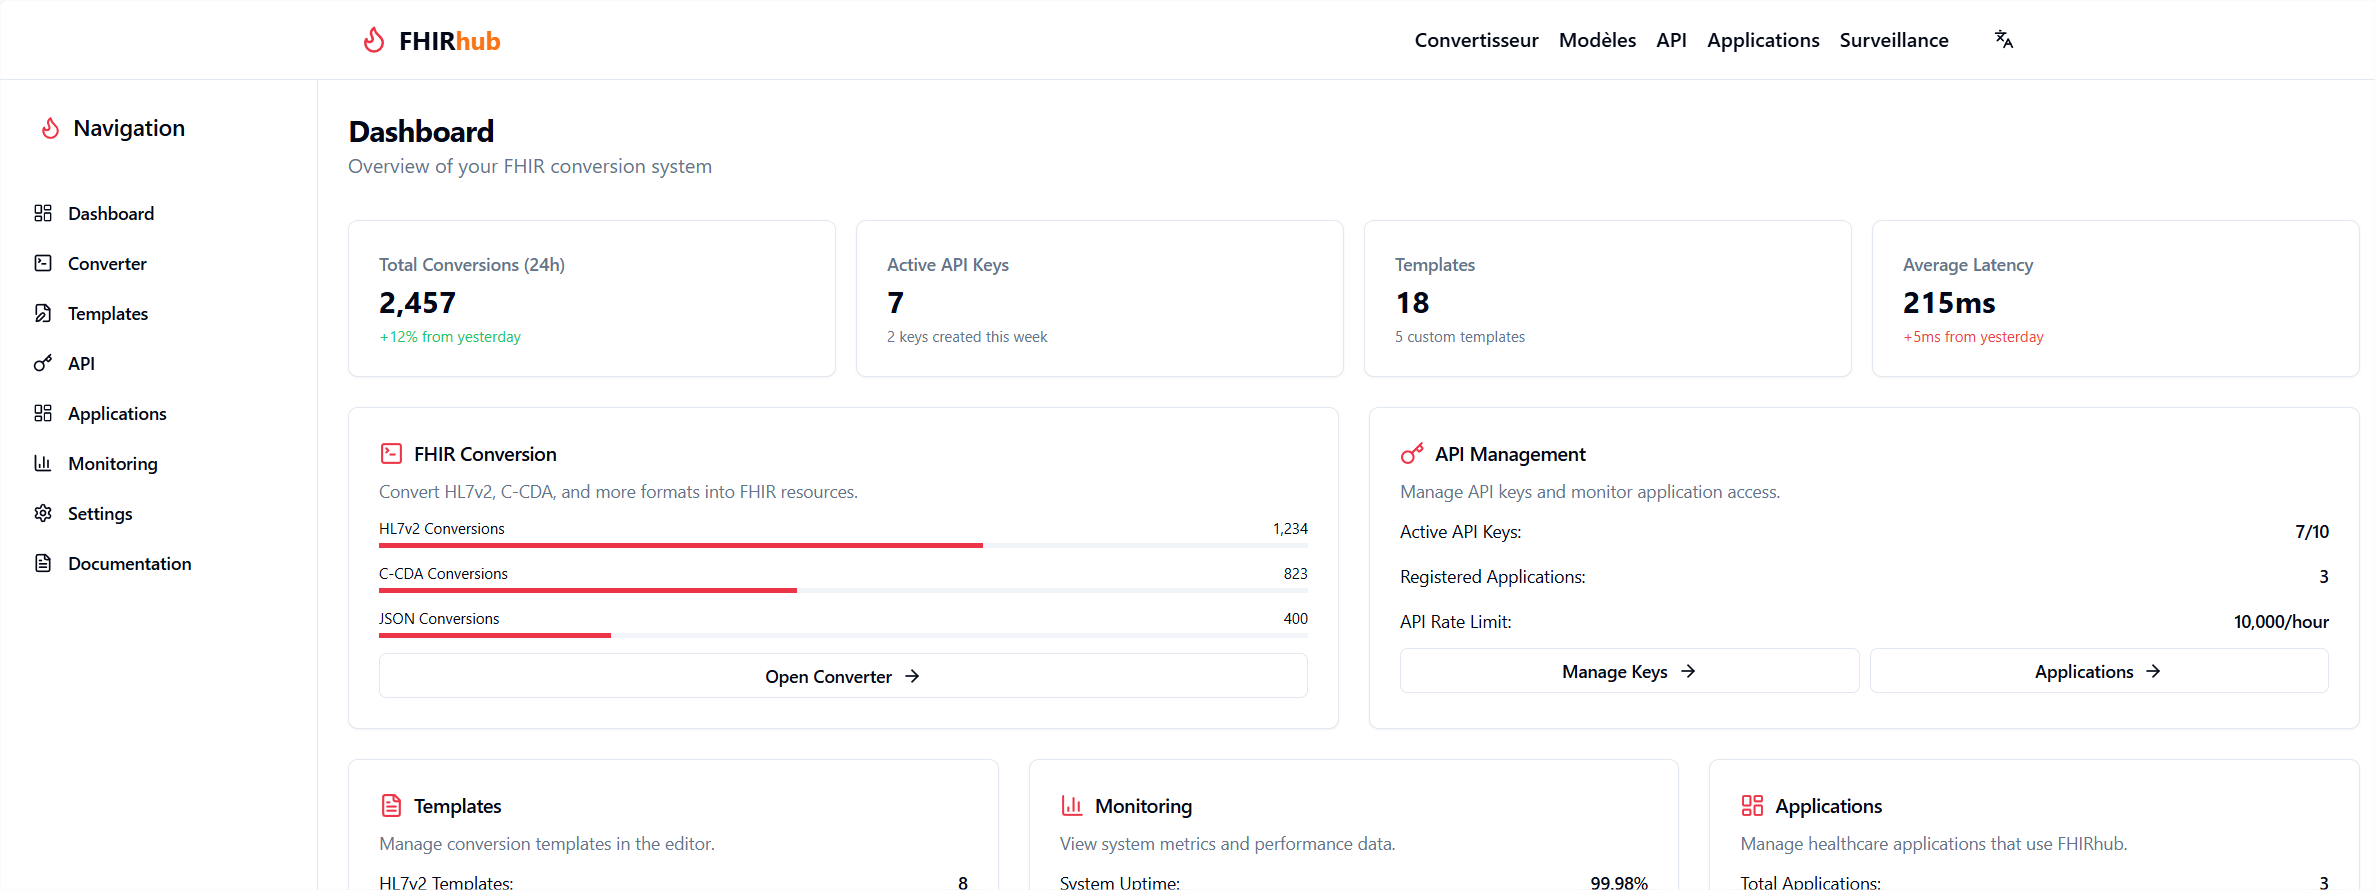 FHIRhub
Convertisseur Modèles API Applications Surveillance
Navigation
Dashboard
Converter
Templates
API
Applications
Monitoring
Settings
Documentation
Dashboard
Overview of your FHIR conversion system
Total Conversions (24h)
2,457
+12% from yesterday
Active API Keys
7
2 keys created this week
Templates
18
5 custom templates
Average Latency
215ms
+5ms from yesterday
FHIR Conversion
Convert HL7v2, C-CDA, and more formats into FHIR resources.
HL7v2 Conversions 1,234
C-CDA Conversions 823
JSON Conversions 400
Open Converter →
API Management
Manage API keys and monitor application access.
Active API Keys: 7/10
Registered Applications: 3
API Rate Limit: 10,000/hour
Manage Keys →
Applications →
Templates
Manage conversion templates in the editor.
HL7v2 Templates: 8
Monitoring
View system metrics and performance data.
System Uptime: 99.98%
Applications
Manage healthcare applications that use FHIRhub.
Total Applications: 3